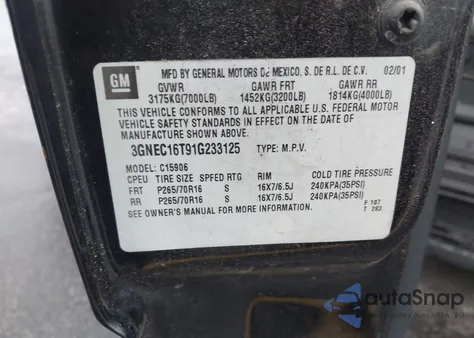 GM
MFD BY GENERAL MOTORS DE MEXICO, S. DE R.L. DE C.V. 02/01
GVWR GAWR FRT GAWR RR
3175KG(7000LB) 1452KG(3200LB) 1814KG(4000LB)
THIS VEHICLE CONFORMS TO ALL APPLICABLE U.S. FEDERAL MOTOR
VEHICLE SAFETY STANDARDS IN EFFECT ON THE DATE OF
MANUFACTURE SHOWN ABOVE.
3GNEC16T91G233125 TYPE: M.P.V.
MODEL: C15906
CPEU TIRE SIZE SPEED RTG RIM COLD TIRE PRESSURE
FRT P265/70R16 S 16X7/6.5J 240KPA(35PSI)
RR P265/70R16 S 16X7/6.5J 240KPA(35PSI)
SEE OWNER'S MANUAL FOR MORE INFORMATION.
F 107
T 283
autoSnap